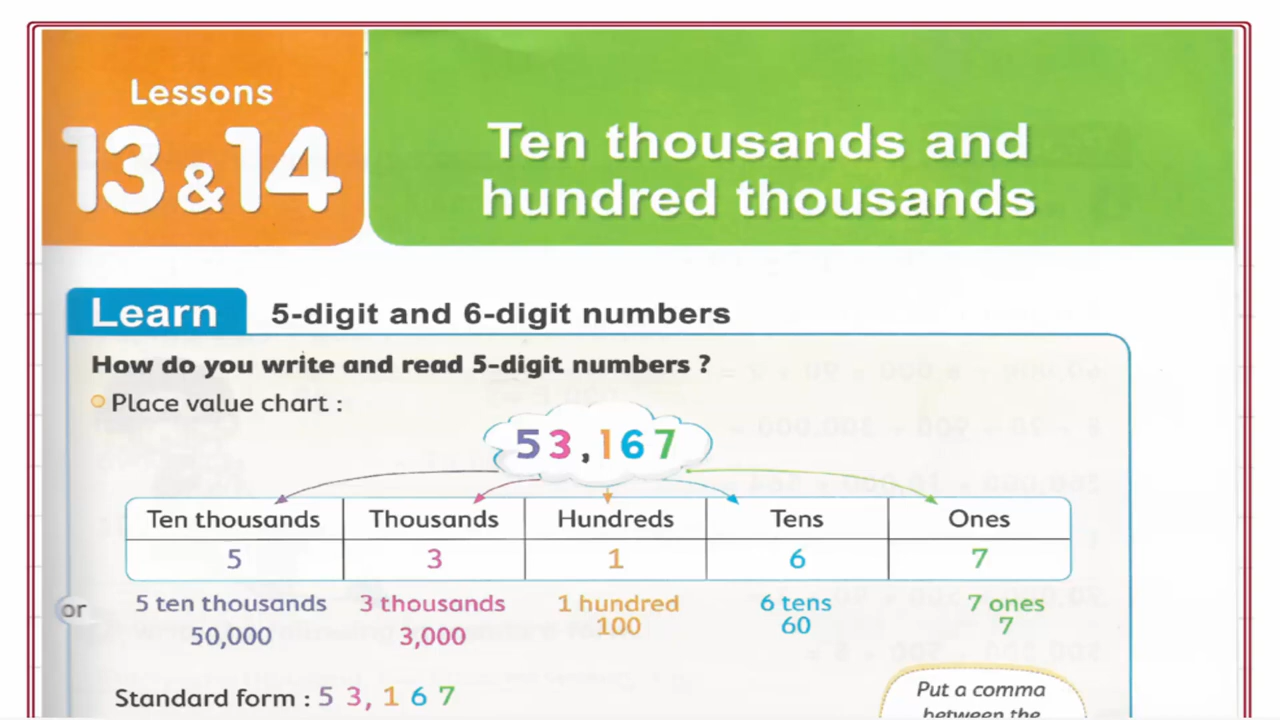 Lessons
13 & 14
Ten thousands and
hundred thousands
Learn
5-digit and 6-digit numbers
How do you write and read 5-digit numbers ?
Place value chart :
53,167
Ten thousands Thousands Hundreds Tens Ones
5 3 1 6 7
or 5 ten thousands 3 thousands 1 hundred 6 tens 7 ones
50,000 3,000 100 60 7
Standard form : 5 3, 1 6 7
Put a comma
between the